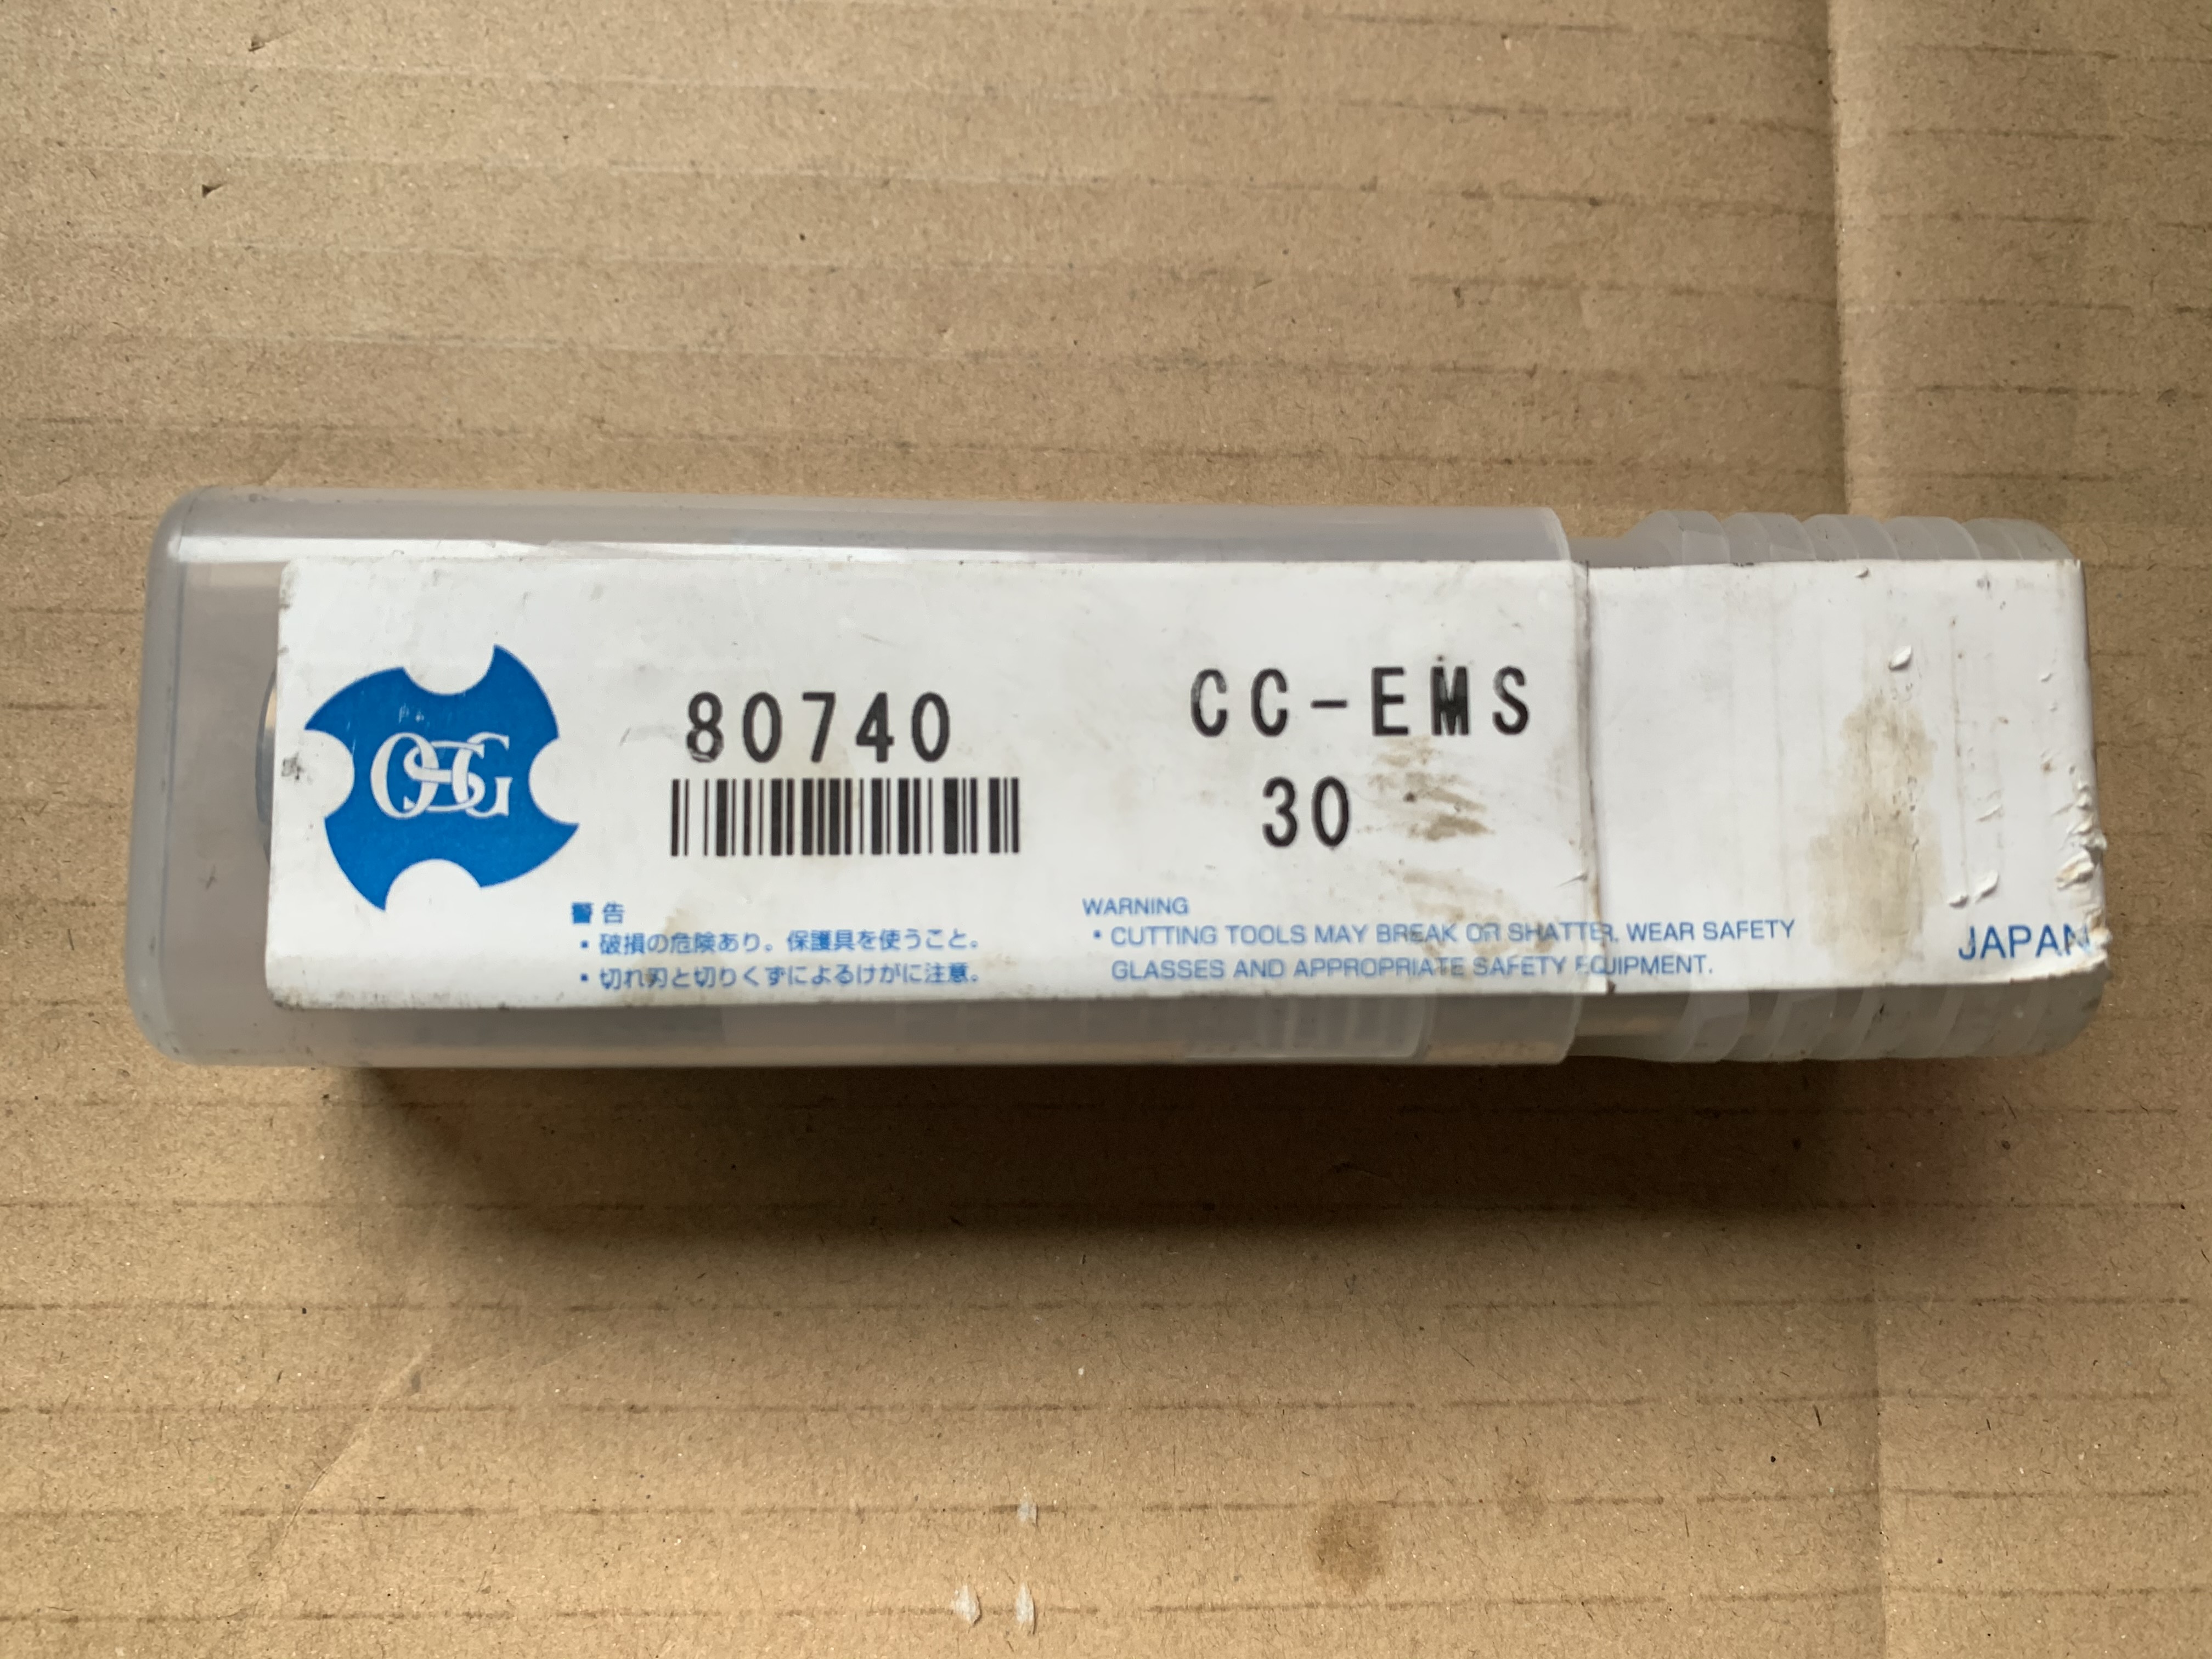 OSG
80740
CC-EMS
30
警告
・破損の危険あり。保護具を使うこと。
・切れ刃と切りくずによるけがに注意。
WARNING
・CUTTING TOOLS MAY BREAK OR SHATTER. WEAR SAFETY
GLASSES AND APPROPRIATE SAFETY EQUIPMENT.
JAPAN